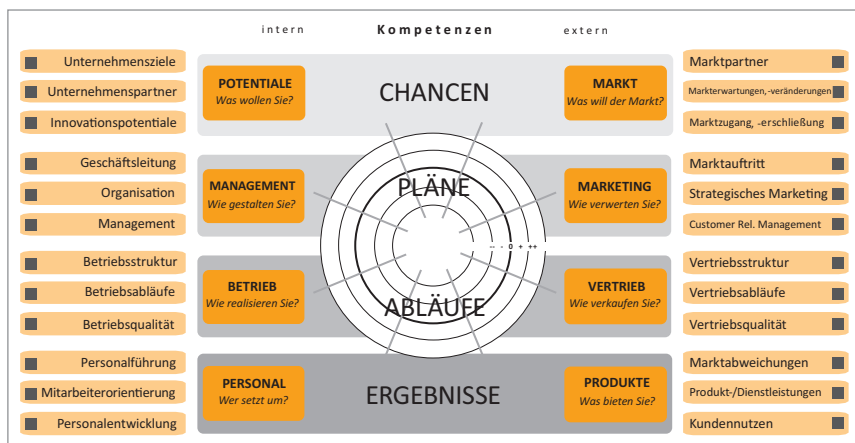 intern Kompetenzen extern
Unternehmensziele
Unternehmenspartner
Innovationspotentiale
POTENTIALE
Was wollen Sie?
CHANCEN
MARKT
Was will der Markt?
Marktpartner
Markterwartungen, -veränderungen
Marktzugang, -erschließung
Geschäftsleitung
Organisation
Management
MANAGEMENT
Wie gestalten Sie?
PLÄNE
MARKETING
Wie verwerten Sie?
Marktauftritt
Strategisches Marketing
Customer Rel. Management
-- - 0 + ++
Betriebsstruktur
Betriebsabläufe
Betriebsqualität
BETRIEB
Wie realisieren Sie?
ABLÄUFE
VERTRIEB
Wie verkaufen Sie?
Vertriebsstruktur
Vertriebsabläufe
Vertriebsqualität
Personalführung
Mitarbeiterorientierung
Personalentwicklung
PERSONAL
Wer setzt um?
ERGEBNISSE
PRODUKTE
Was bieten Sie?
Marktabweichungen
Produkt-/Dienstleistungen
Kundennutzen